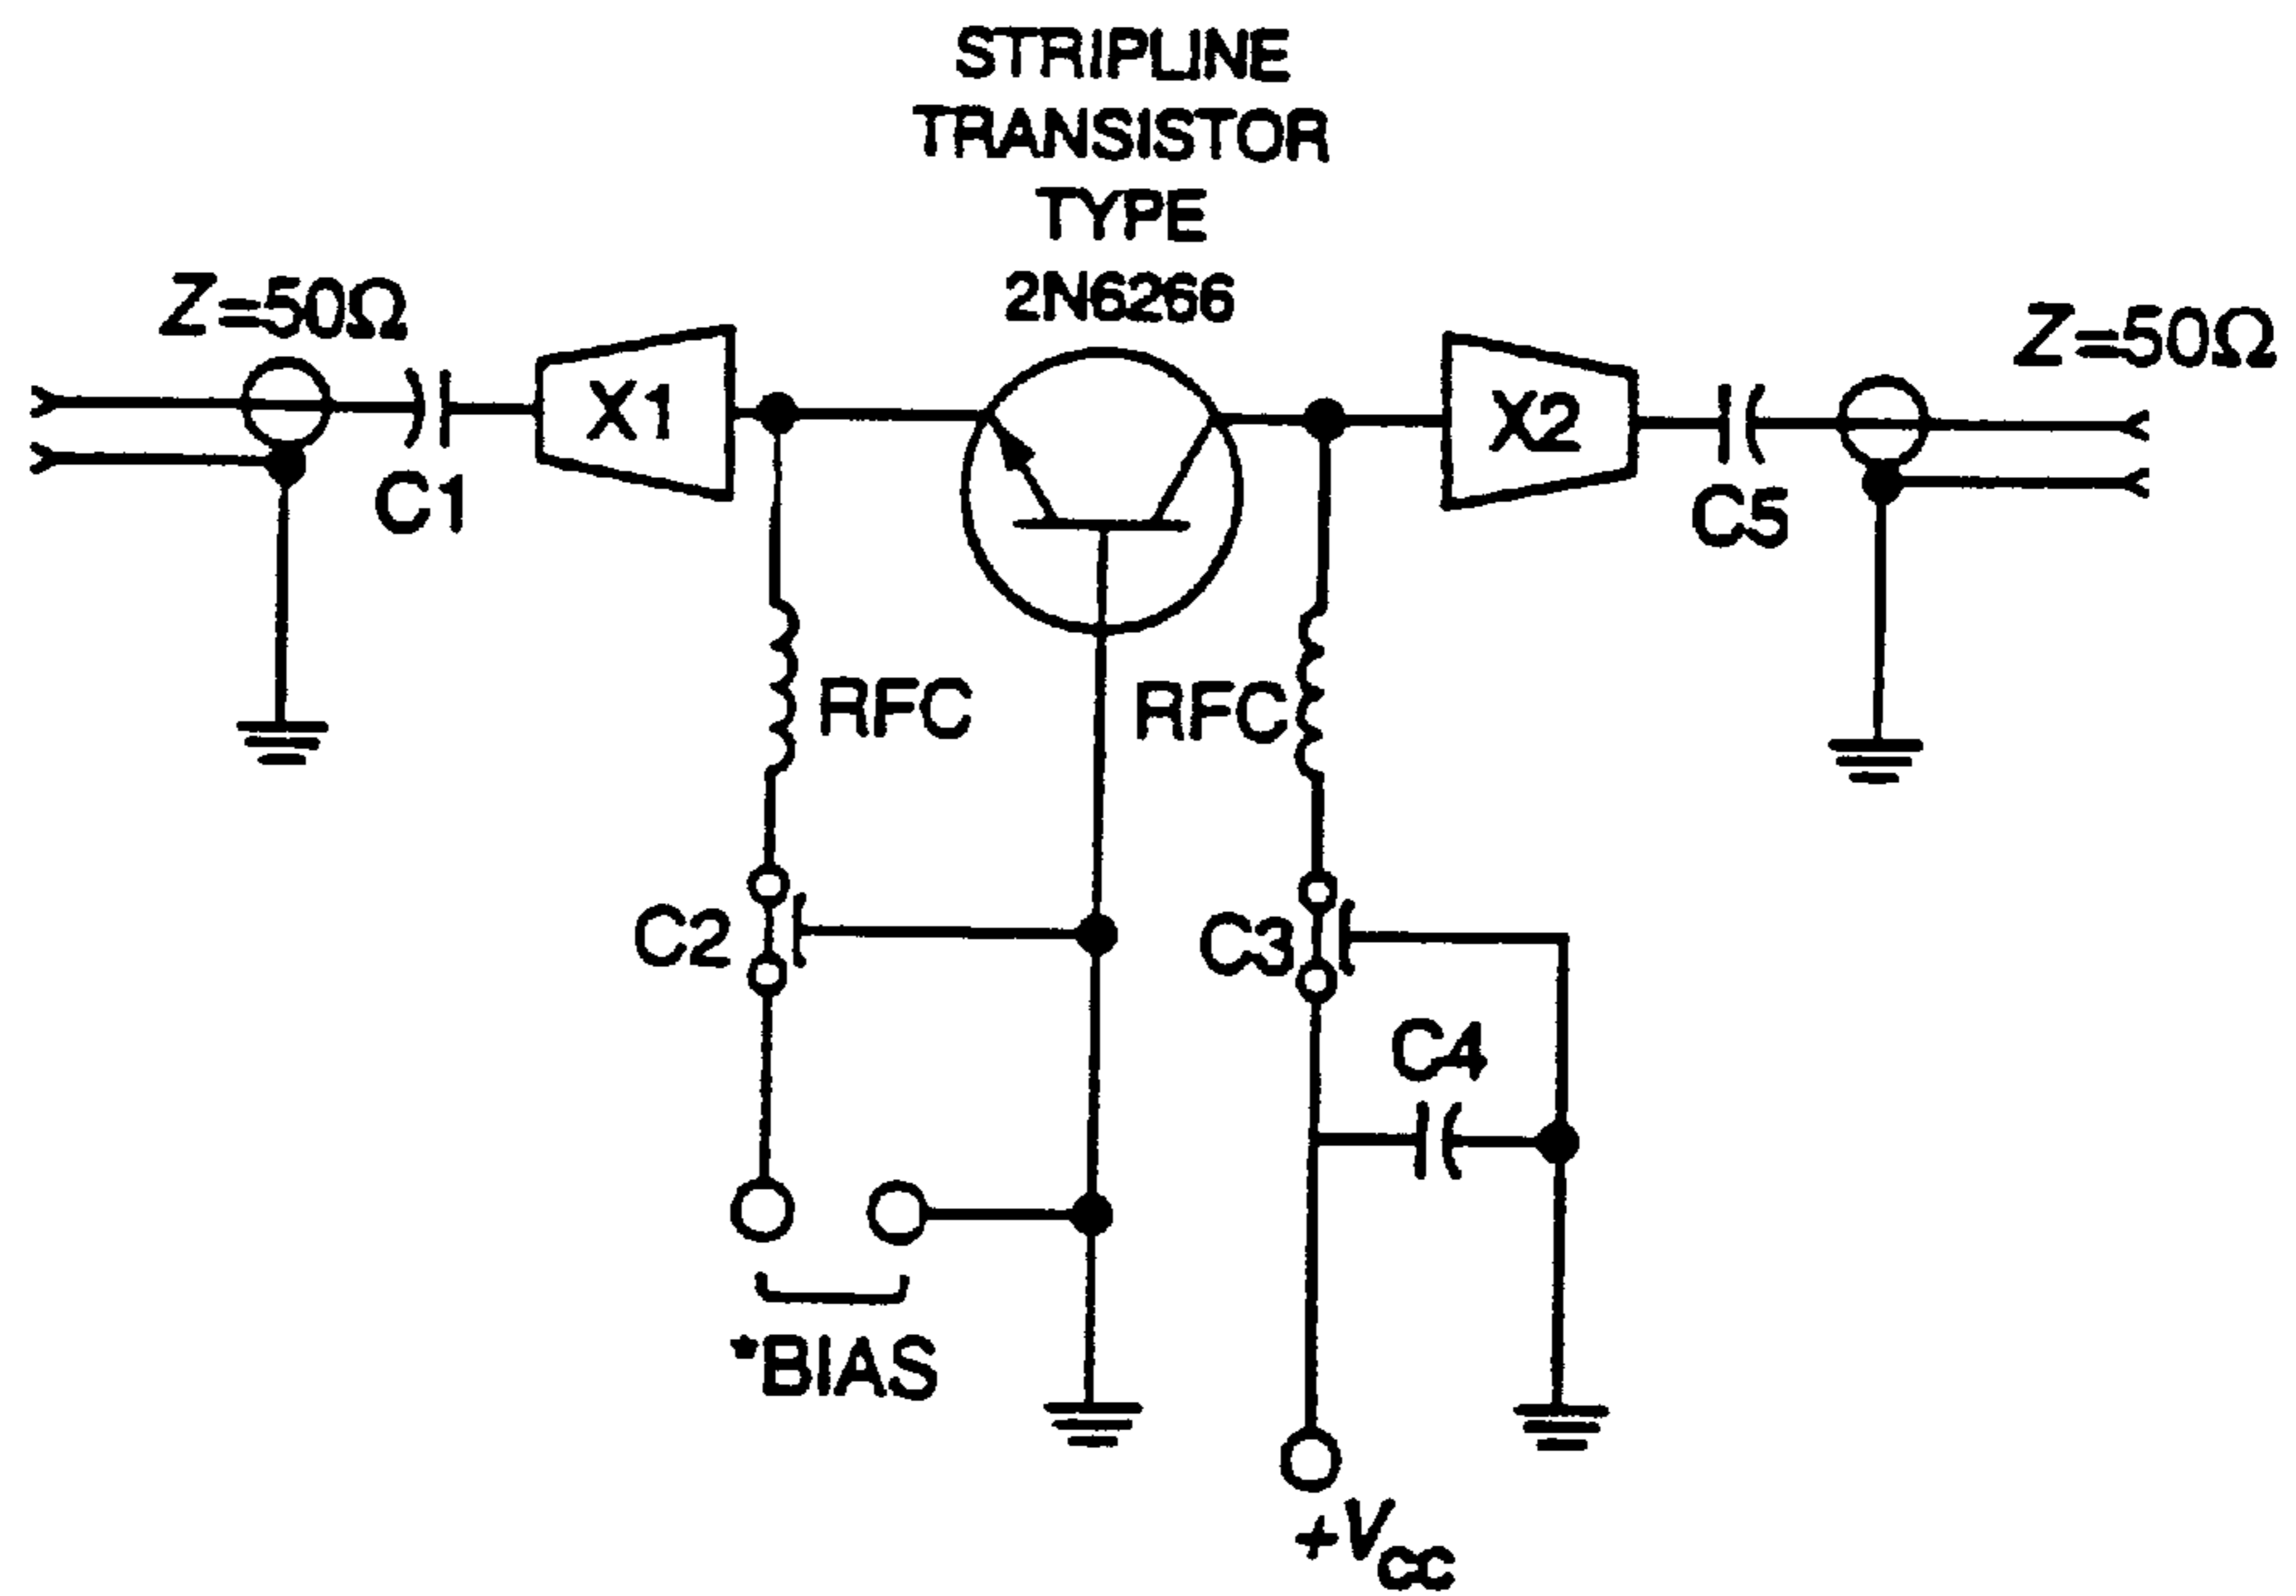 STRIPLINE
TRANSISTOR
TYPE
2N6266
Z=50Ω
Z=50Ω
X1
X2
C1
C5
RFC
RFC
C2
C3
C4
*BIAS
+VCC